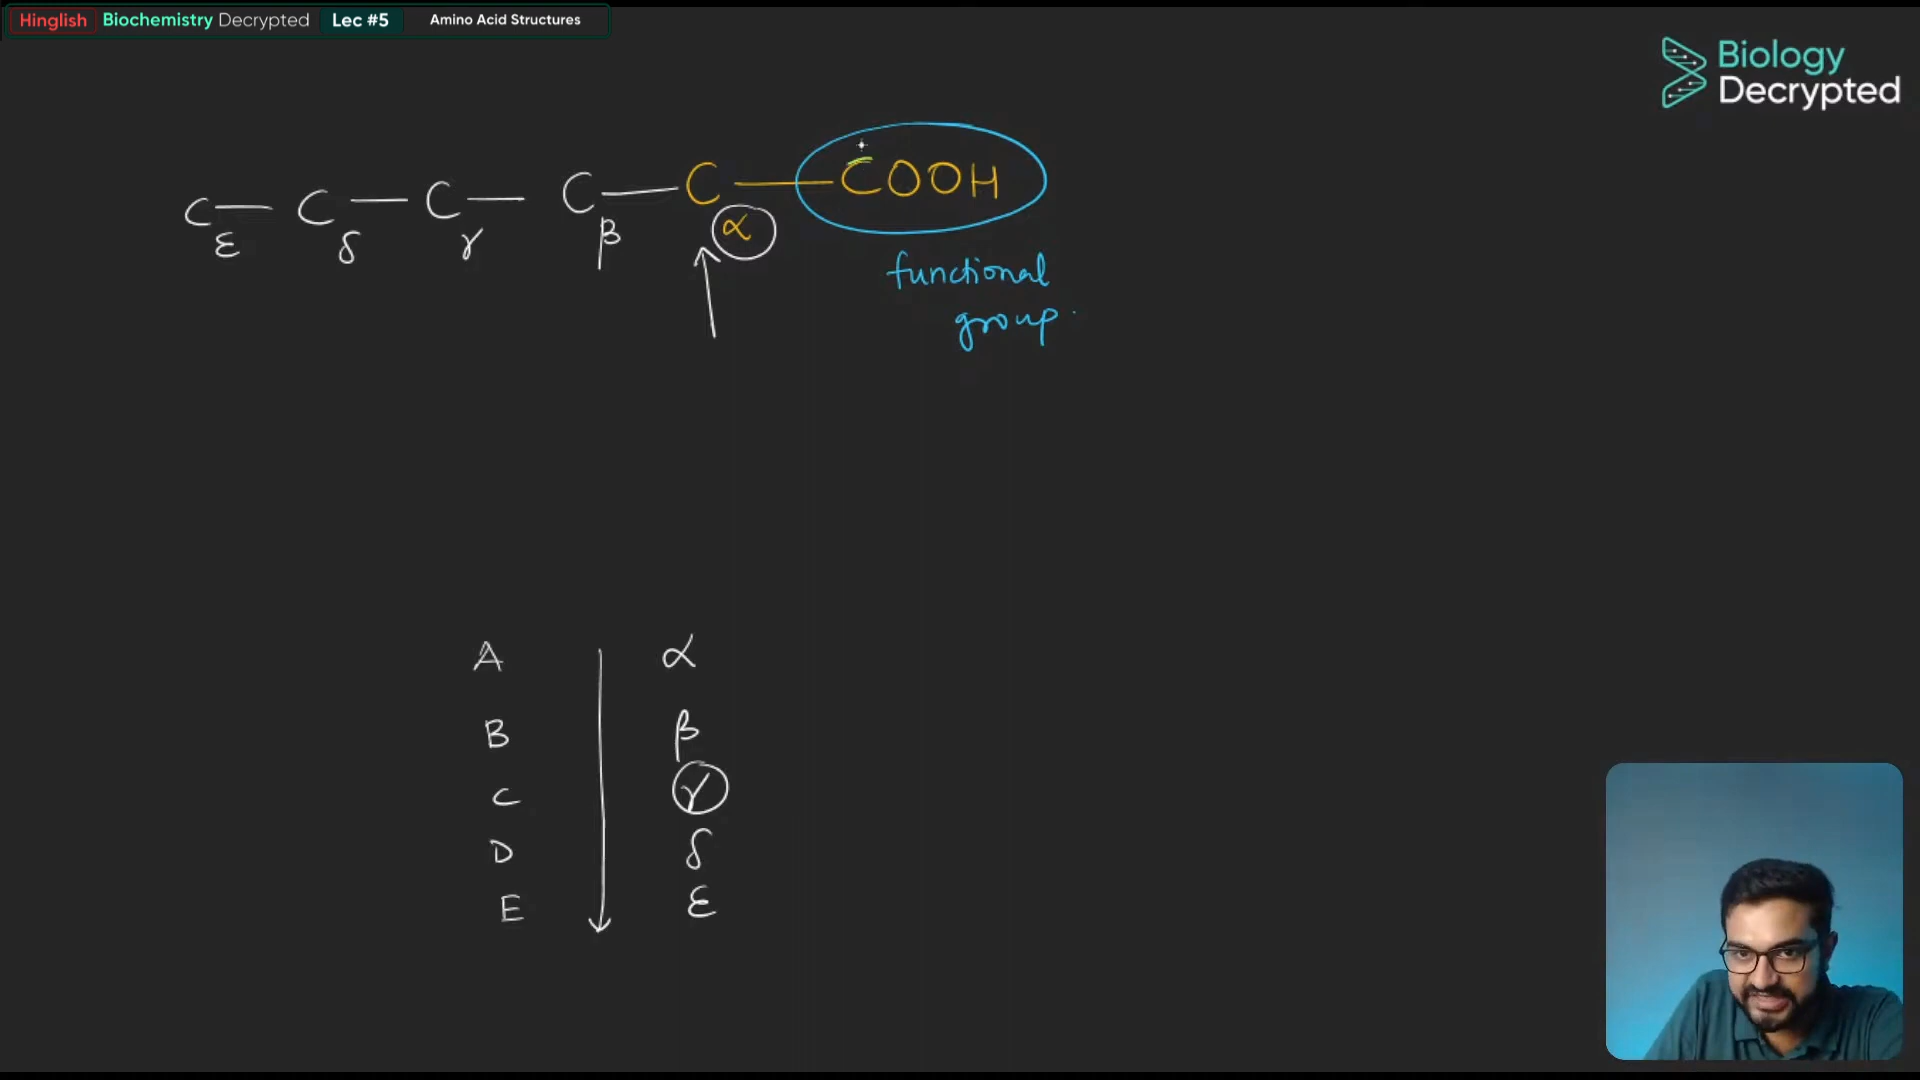 Hinglish Biochemistry Decrypted Lec #5 Amino Acid Structures
Biology
Decrypted
C — C — C — C — C — COOH
ε δ γ β α
functional
group.
A α
B β
C γ
D δ
E ε